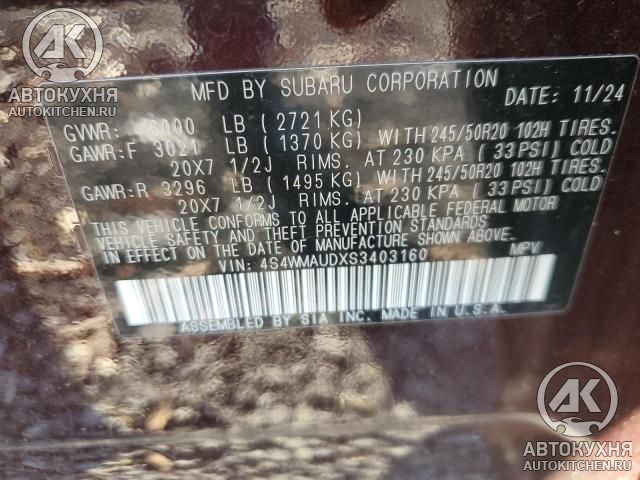 AK
АВТОКУХНЯ
AUTOKITCHEN.RU
MFD BY SUBARU CORPORATION DATE: 11/24
GVWR: 6000 LB ( 2721 KG)
GAWR:F 3021 LB ( 1370 KG) WITH 245/50R20 102H TIRES.
20X7 1/2J RIMS. AT 230 KPA ( 33 PSI) COLD
GAWR:R 3296 LB ( 1495 KG) WITH 245/50R20 102H TIRES.
20X7 1/2J RIMS. AT 230 KPA ( 33 PSI) COLD
THIS VEHICLE CONFORMS TO ALL APPLICABLE FEDERAL MOTOR
VEHICLE SAFETY STANDARDS IN EFFECT
ON THE DATE OF MANUFACTURE SHOWN ABOVE.
VIN: 4S4WMAUDXS3403160 MPV
ASSEMBLED BY SIA INC. MADE IN U.S.A.
AK
АВТОКУХНЯ
AUTOKITCHEN.RU